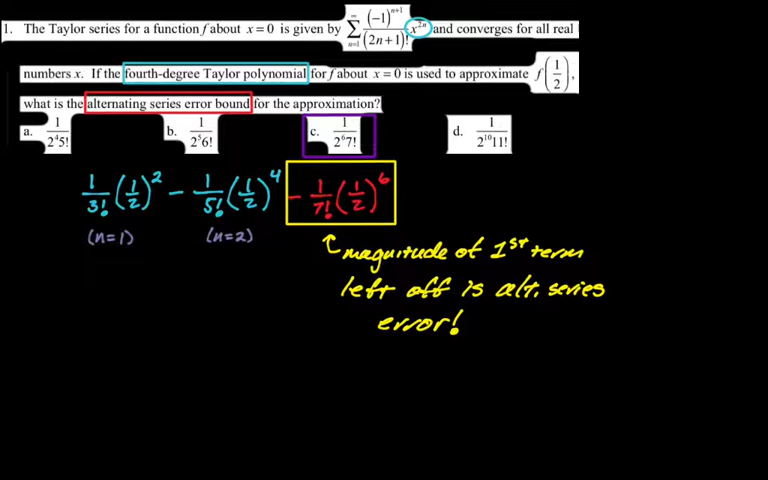 1. The Taylor series for a function f about x = 0 is given by ∑_{n=1}^{∞} (-1)^{n+1}/(2n+1)! x^{2n} and converges for all real
numbers x. If the fourth-degree Taylor polynomial for f about x = 0 is used to approximate f(1/2),
what is the alternating series error bound for the approximation?
a. 1/(2^4 5!) b. 1/(2^5 6!) c. 1/(2^6 7!) d. 1/(2^10 11!)
1/3! (1/2)^2 - 1/5! (1/2)^4 - 1/7! (1/2)^6
(n=1) (n=2)
magnitude of 1st term
left off is alt. series
error!